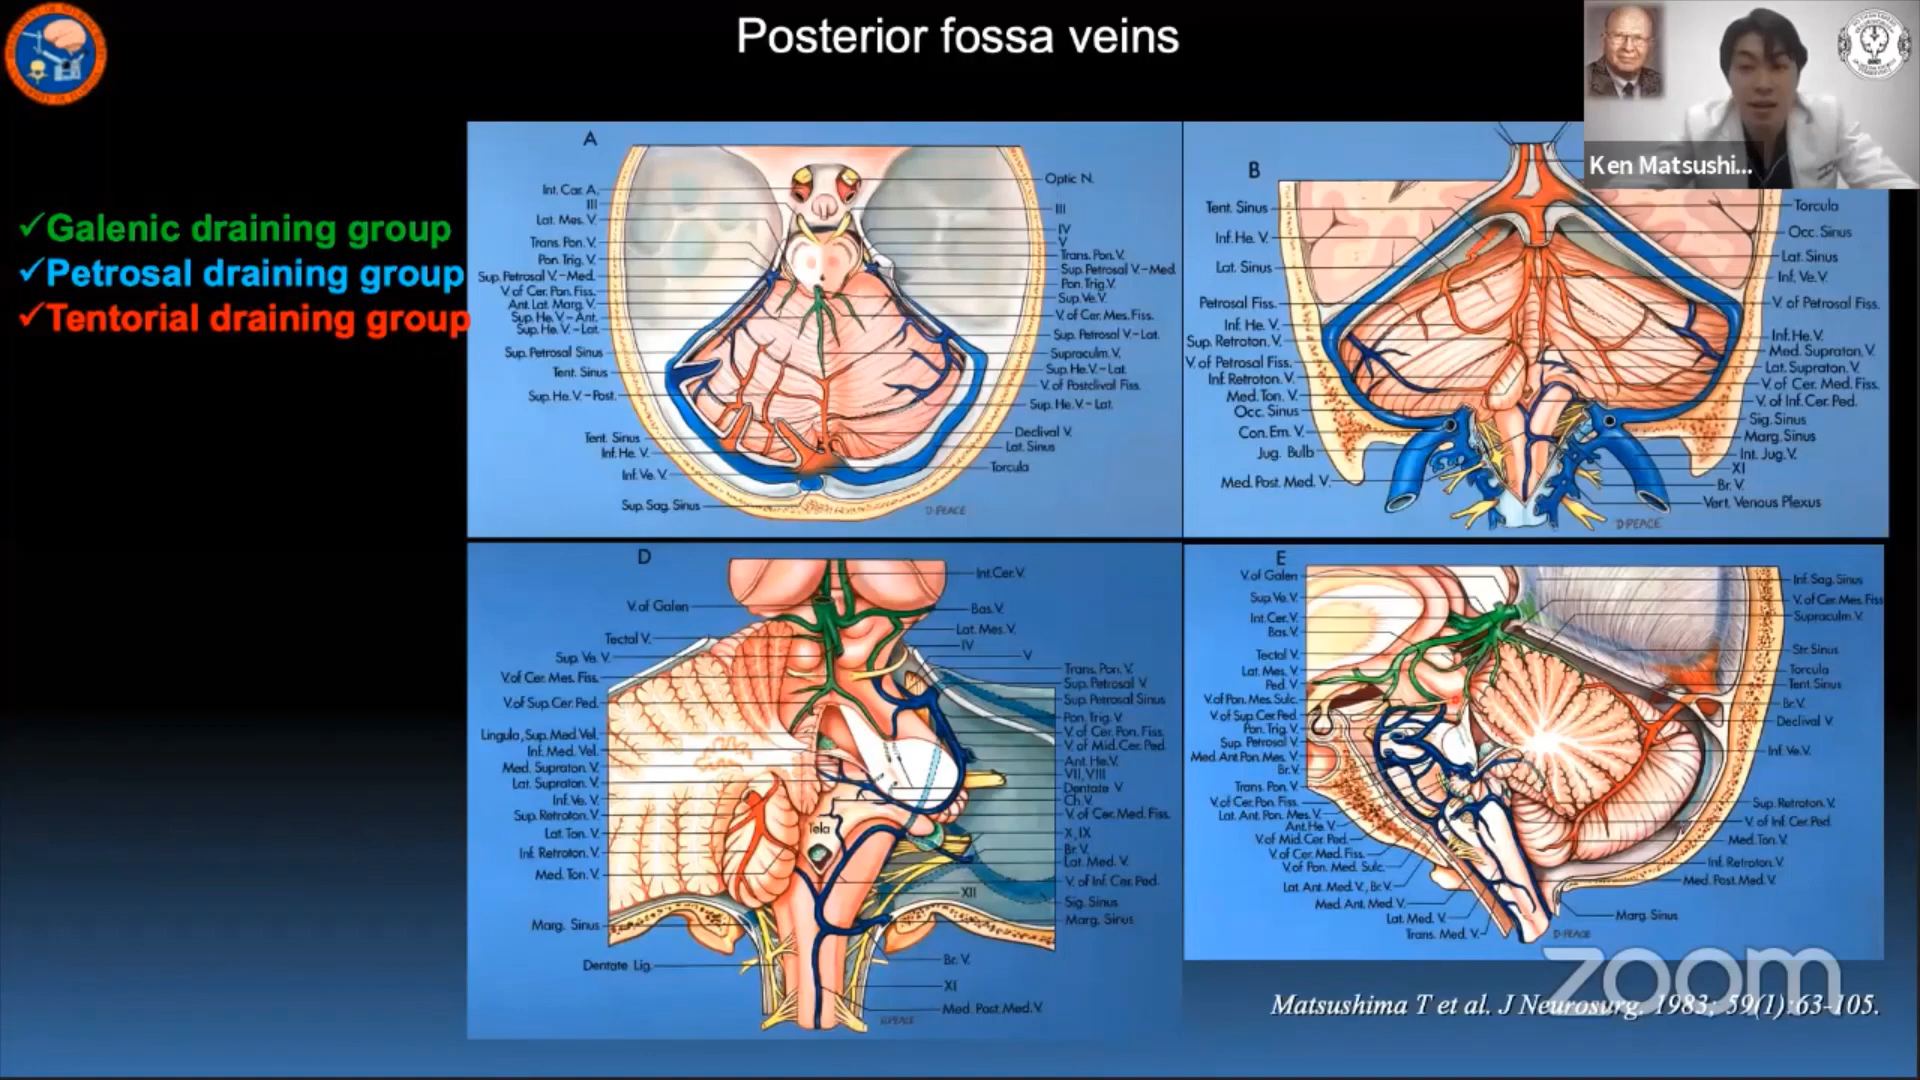 Posterior fossa veins
Ken Matsushi...
✓Galenic draining group
✓Petrosal draining group
✓Tentorial draining group
A
Int. Car. A.
III
Lat. Mes. V.
Trans. Pon. V.
Pon. Trig. V.
Sup. Petrosal V.-Med.
V. of Cer. Pon. Fiss.
Ant. Lat. Marg. V.
Sup. He. V.-Ant.
Sup. He. V.-Lat.
Sup. Petrosal Sinus
Tent. Sinus
Sup. He. V.-Post.
Tent. Sinus
Inf. He. V.
Inf. Ve. V.
Sup. Sag. Sinus
Optic N.
III
IV
V
Trans. Pon. V.
Sup. Petrosal V.-Med.
Pon. Trig. V.
Sup. Ve. V.
V. of Cer. Mes. Fiss.
Sup. Petrosal V.-Lat.
Supraculm. V.
Sup. He. V.-Lat.
V. of Postclival Fiss.
Sup. He. V.-Lat.
Declival V.
Lat. Sinus
Torcula
D-PEACE
B
Tent. Sinus
Inf. He. V.
Lat. Sinus
Petrosal Fiss.
Inf. He. V.
Sup. Retroton. V.
V. of Petrosal Fiss.
Inf. Retroton. V.
Med. Ton. V.
Occ. Sinus
Con. Em. V.
Jug. Bulb
Med. Post. Med. V.
Torcula
Occ. Sinus
Lat. Sinus
Inf. Ve. V.
V. of Petrosal Fiss.
Inf. He. V.
Med. Supraton. V.
Lat. Supraton. V.
V. of Cer. Med. Fiss.
V. of Inf. Cer. Ped.
Sig. Sinus
Marg. Sinus
Int. Jug. V.
XI
Br. V.
Vert. Venous Plexus
D-PEACE
D
V. of Galen
Tectal V.
Sup. Ve. V.
V. of Cer. Mes. Fiss.
V. of Sup. Cer. Ped.
Lingula, Sup. Med. Vel.
Inf. Med. Vel.
Med. Supraton. V.
Lat. Supraton. V.
Inf. Ve. V.
Sup. Retroton. V.
Lat. Ton. V.
Inf. Retroton. V.
Med. Ton. V.
Marg. Sinus
Dentate Lig.
Tela
Int. Cer. V.
Bas. V.
Lat. Mes. V.
IV
V
Trans. Pon. V.
Sup. Petrosal V.
Sup. Petrosal Sinus
Pon. Trig. V.
V. of Cer. Pon. Fiss.
V. of Mid. Cer. Ped.
Ant. He. V.
VII, VIII
Dentate V
Ch. V.
V. of Cer. Med. Fiss.
X, IX
Br. V.
Lat. Med. V.
V. of Inf. Cer. Ped.
XII
Sig. Sinus
Marg. Sinus
Br. V.
XI
Med. Post. Med. V.
D-PEACE
E
V. of Galen
Sup. Ve. V.
Int. Cer. V.
Bas. V.
Tectal V.
Lat. Mes. V.
Ped. V.
V. of Pon. Mes. Sulc.
V. of Sup. Cer. Ped.
Pon. Trig. V.
Sup. Petrosal V.
Med. Ant. Pon. Mes. V.
Br. V.
Trans. Pon. V.
V. of Cer. Pon. Fiss.
Lat. Ant. Pon. Mes. V.
Ant. He. V.
V. of Mid. Cer. Ped.
V. of Cer. Med. Fiss.
V. of Pon. Med. Sulc.
Lat. Ant. Med. V., Br. V.
Med. Ant. Med. V.
Lat. Med. V.
Trans. Med. V.
Inf. Sag. Sinus
V. of Cer. Mes. Fiss
Supraculm. V.
Str. Sinus
Torcula
Tent. Sinus
Br. V.
Declival V
Inf. Ve. V.
Sup. Retroton. V.
V. of Inf. Cer. Ped.
Med. Ton. V.
Inf. Retroton. V.
Med. Post. Med. V.
Marg. Sinus
D-PEACE
zoom
Matsushima T et al. J Neurosurg. 1983; 59(1):63-105.